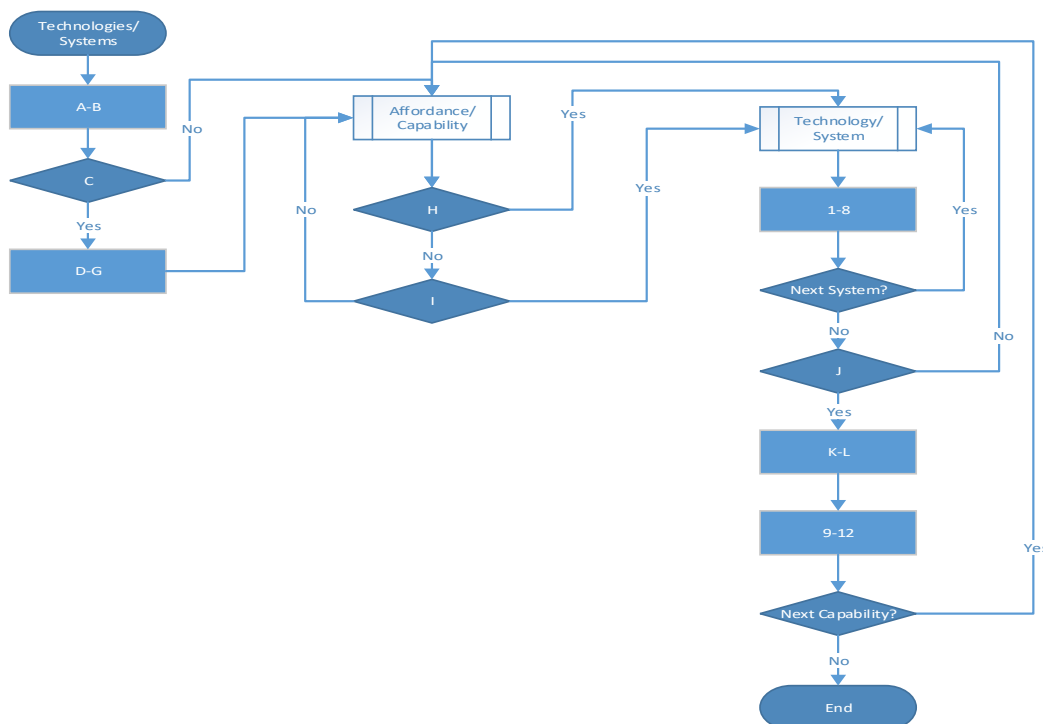 Technologies/
Systems
A-B
No
C
Yes
D-G
Affordance/
Capability
Yes
H
No
No
I
Yes
Technology/
System
1-8
Yes
Next System?
No
No
J
Yes
K-L
9-12
Yes
Next Capability?
No
End